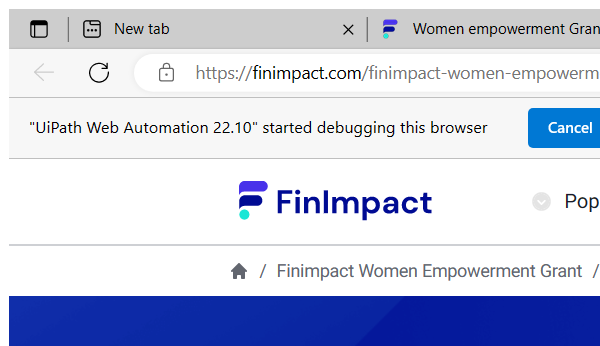 New tab
Women empowerment Gran
https://finimpact.com/finimpact-women-empowerm
"UiPath Web Automation 22.10" started debugging this browser
Cancel
FinImpact
Pop
/ Finimpact Women Empowerment Grant /